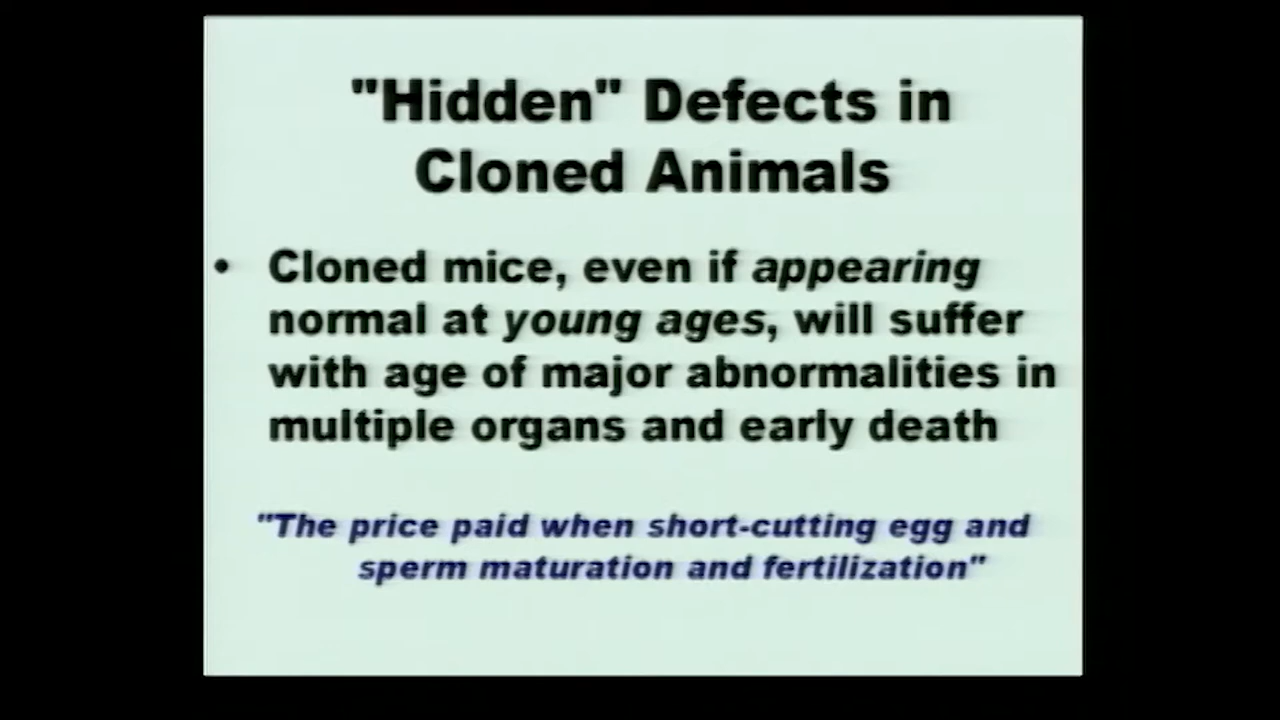 "Hidden" Defects in
Cloned Animals
• Cloned mice, even if appearing
normal at young ages, will suffer
with age of major abnormalities in
multiple organs and early death
"The price paid when short-cutting egg and
sperm maturation and fertilization"